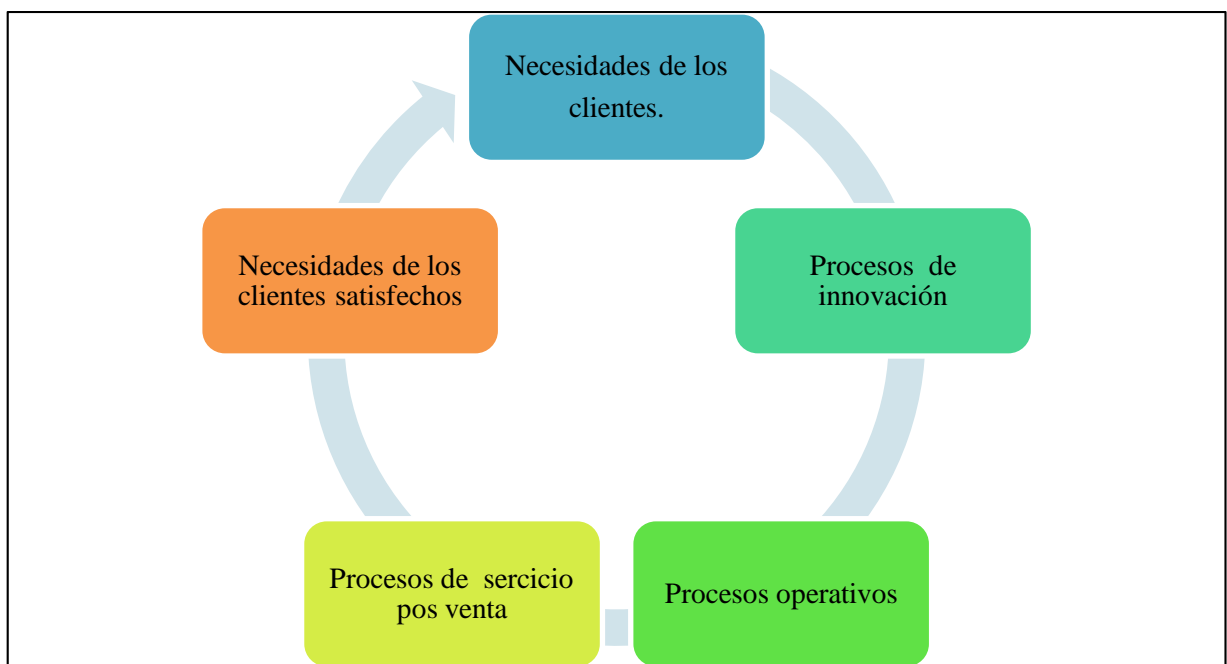 Necesidades de los
clientes.
Procesos de
innovación
Procesos operativos
Procesos de sercicio
pos venta
Necesidades de los
clientes satisfechos